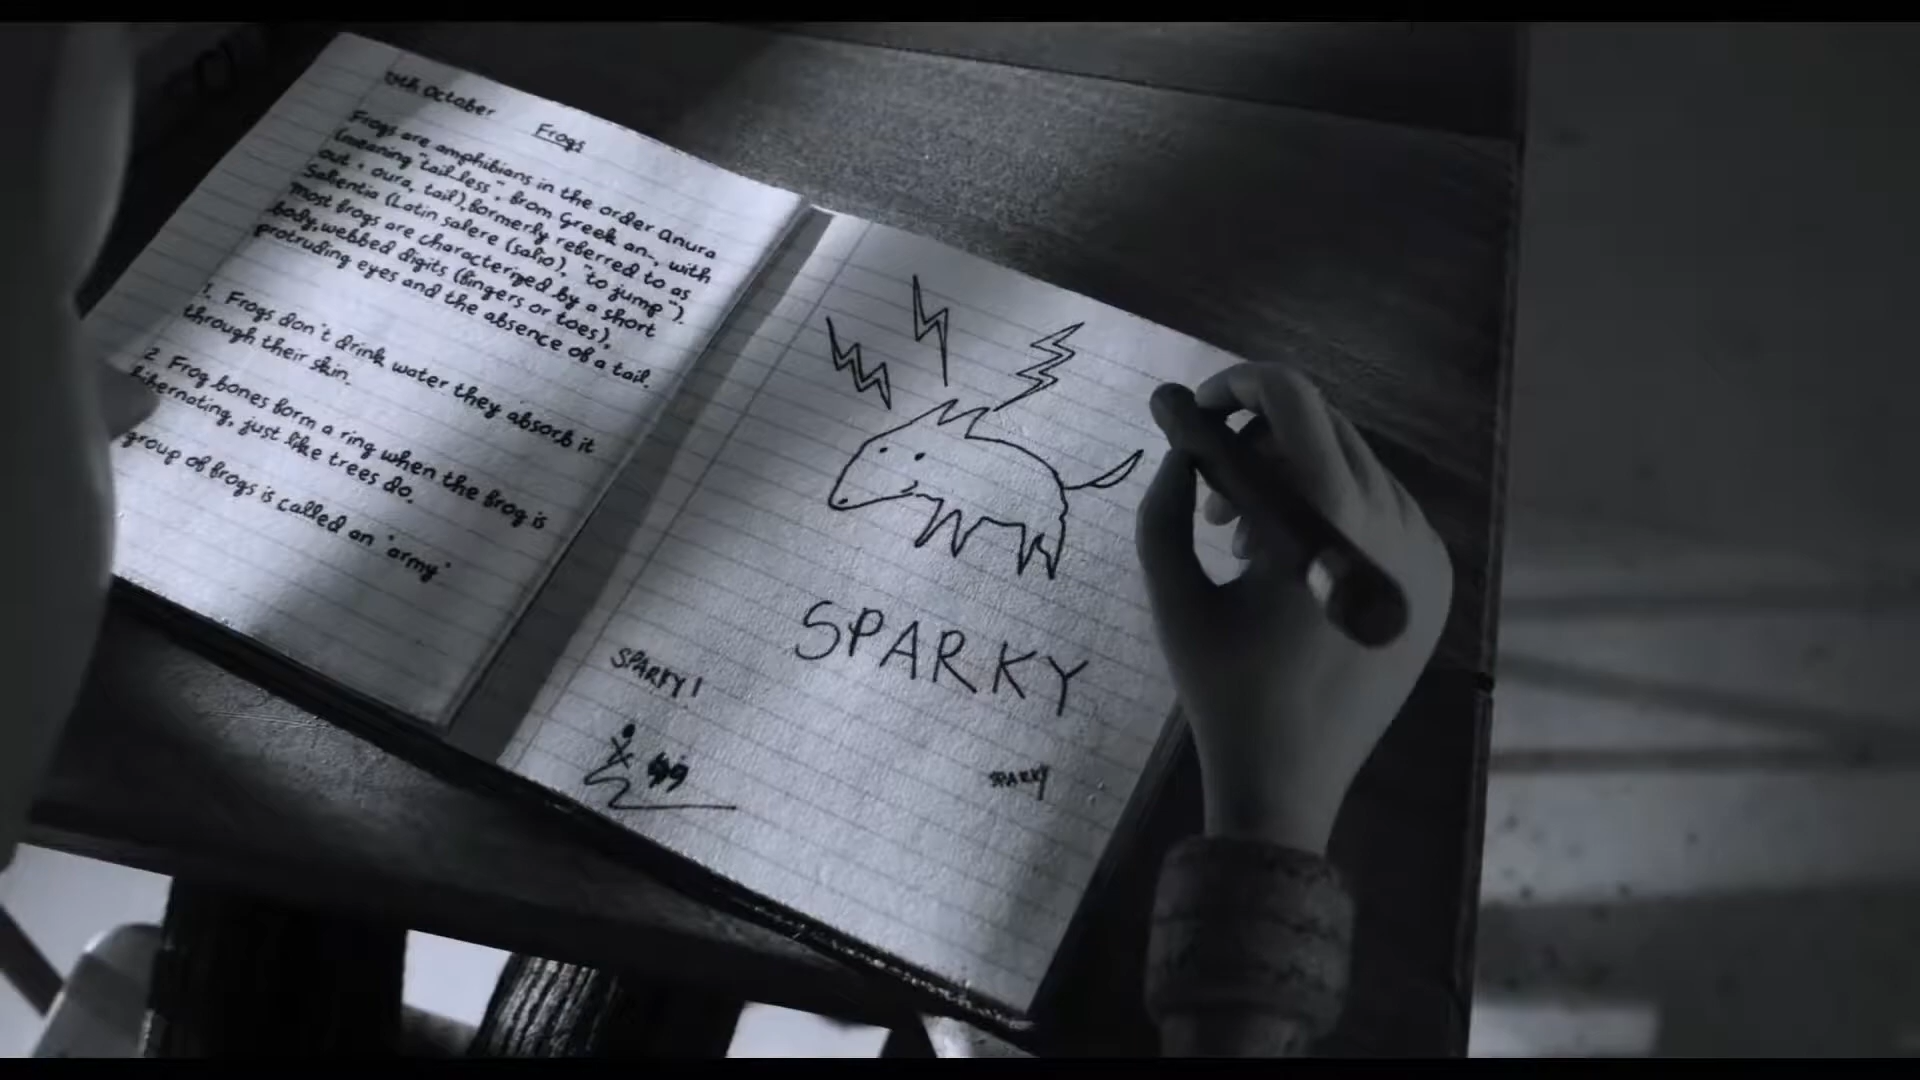 October
Frogs
Frogs are amphibians in the order Anura
(meaning "tail-less", from Greek an-, with
out + oura, tail), formerly referred to as
Salientia (Latin salere (salio), "to jump").
most frogs are characterized by a short
body, webbed digits (fingers or toes),
protruding eyes and the absence of a tail.
1. Frogs don't drink water they absorb it
through their skin.
2. Frog bones form a ring when the frog is
hibernating, just like trees do.
group of frogs is called an "army"
SPARKY
SPARKY!
SPARKY